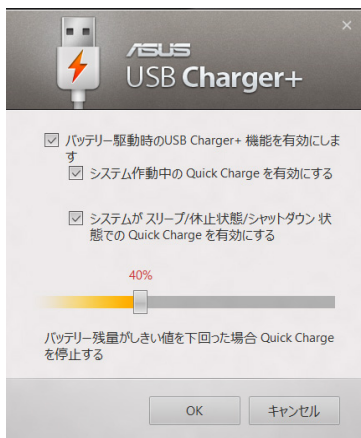 ASUS
USB Charger+
バッテリー駆動時のUSB Charger+ 機能を有効にしま
す
システム作動中の Quick Charge を有効にする
システムが スリープ/休止状態/シャットダウン 状
態での Quick Charge を有効にする
40%
バッテリー残量がしきい値を下回った場合 Quick Charge
を停止する
OK
キャンセル